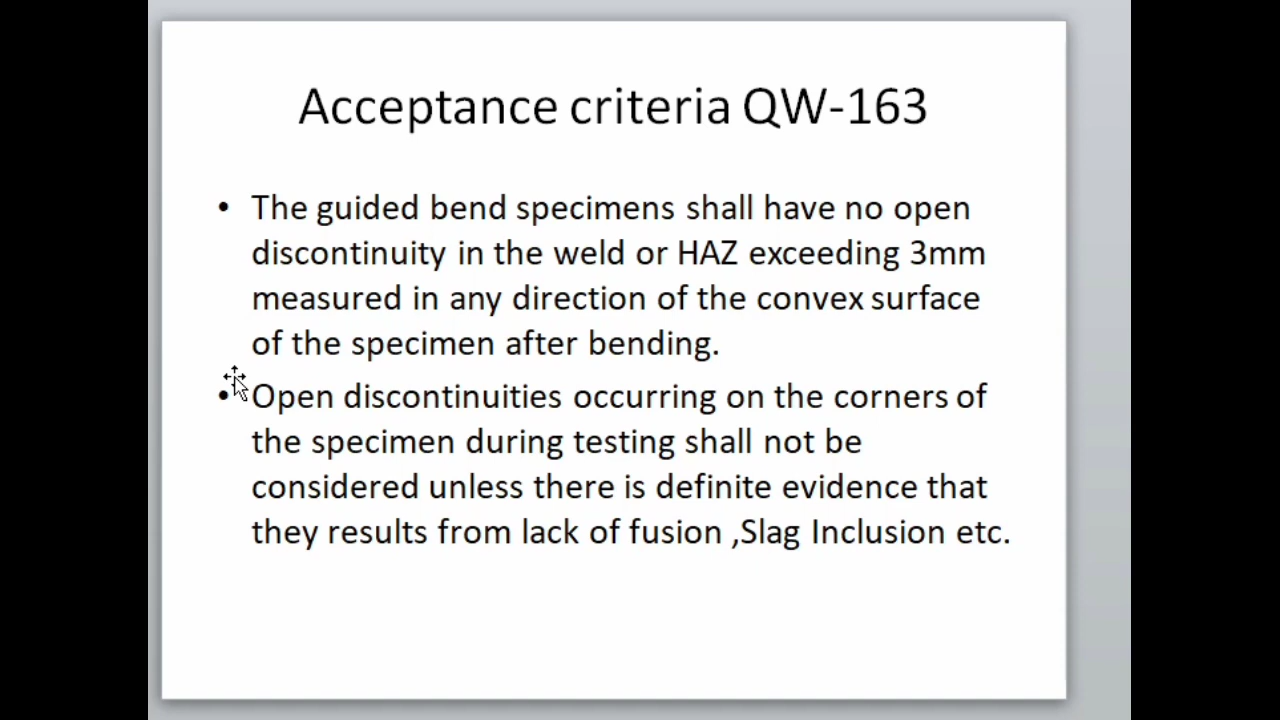 Acceptance criteria QW-163
• The guided bend specimens shall have no open
discontinuity in the weld or HAZ exceeding 3mm
measured in any direction of the convex surface
of the specimen after bending.
• Open discontinuities occurring on the corners of
the specimen during testing shall not be
considered unless there is definite evidence that
they results from lack of fusion ,Slag Inclusion etc.